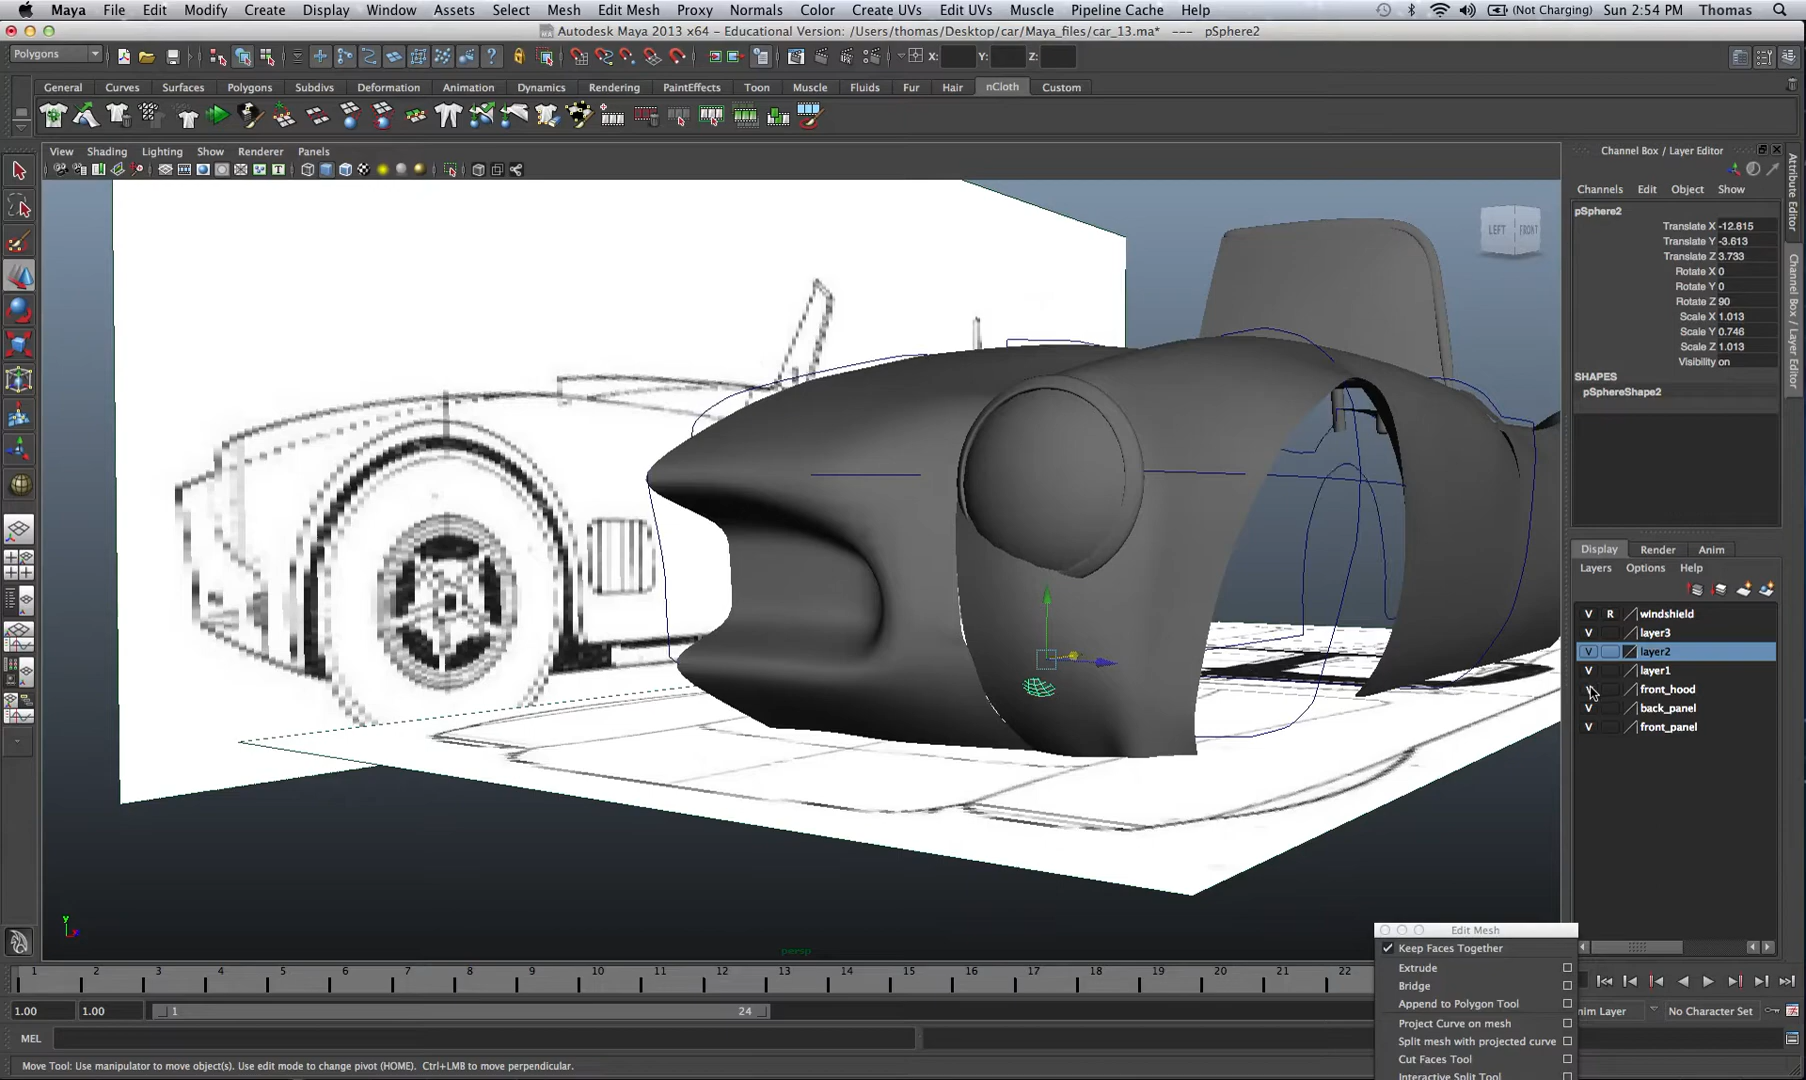 Maya File Edit Modify Create Display Window Assets Select Mesh Edit Mesh Proxy Normals Color Create UVs Edit UVs Muscle Pipeline Cache Help (Not Charging) Sun 2:54 PM Thomas
Autodesk Maya 2013 x64 - Educational Version: /Users/thomas/Desktop/car/Maya_files/car_13.ma* --- pSphere2
Polygons X: Y: Z:
General Curves Surfaces Polygons Subdivs Deformation Animation Dynamics Rendering PaintEffects Toon Muscle Fluids Fur Hair nCloth Custom
View Shading Lighting Show Renderer Panels
Channel Box / Layer Editor
Channels Edit Object Show
pSphere2
Translate X -12.815
Translate Y -3.613
Translate Z 3.733
Rotate X 0
Rotate Y 0
Rotate Z 90
Scale X 1.013
Scale Y 0.746
Scale Z 1.013
Visibility on
SHAPES
pSphereShape2
Attribute Editor
Channel Box / Layer Editor
LEFT FRONT
Display Render Anim
Layers Options Help
V R windshield
V layer3
V layer2
V layer1
V front_hood
V back_panel
V front_panel
y
persp
Edit Mesh
Keep Faces Together
Extrude
Bridge
Append to Polygon Tool
Project Curve on mesh
Split mesh with projected curve
Cut Faces Tool
Interactive Split Tool
1 2 3 4 5 6 7 8 9 10 11 12 13 14 15 16 17 18 19 20 21 22
1.00 1.00 1 24 nim Layer No Character Set
MEL
Move Tool: Use manipulator to move object(s). Use edit mode to change pivot (HOME). Ctrl+LMB to move perpendicular.